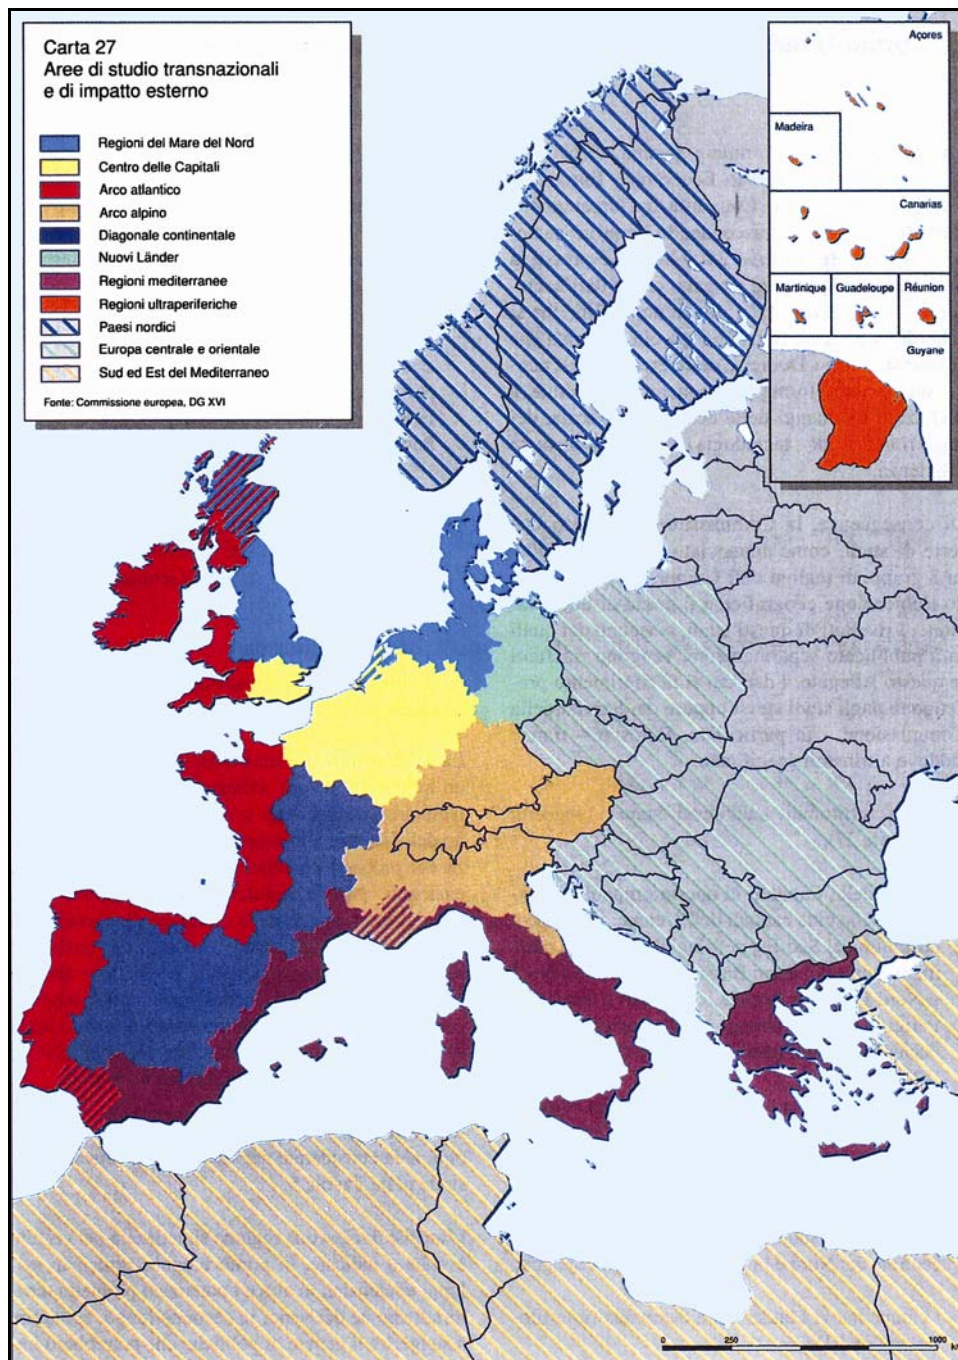 Carta 27
Aree di studio transnazionali
e di impatto esterno
Regioni del Mare del Nord
Centro delle Capitali
Arco atlantico
Arco alpino
Diagonale continentale
Nuovi Länder
Regioni mediterranee
Regioni ultraperiferiche
Paesi nordici
Europa centrale e orientale
Sud ed Est del Mediterraneo
Fonte: Commissione europea, DG XVI
Açores
Madeira
Canarias
Martinique
Guadeloupe
Réunion
Guyane
0 250 1000